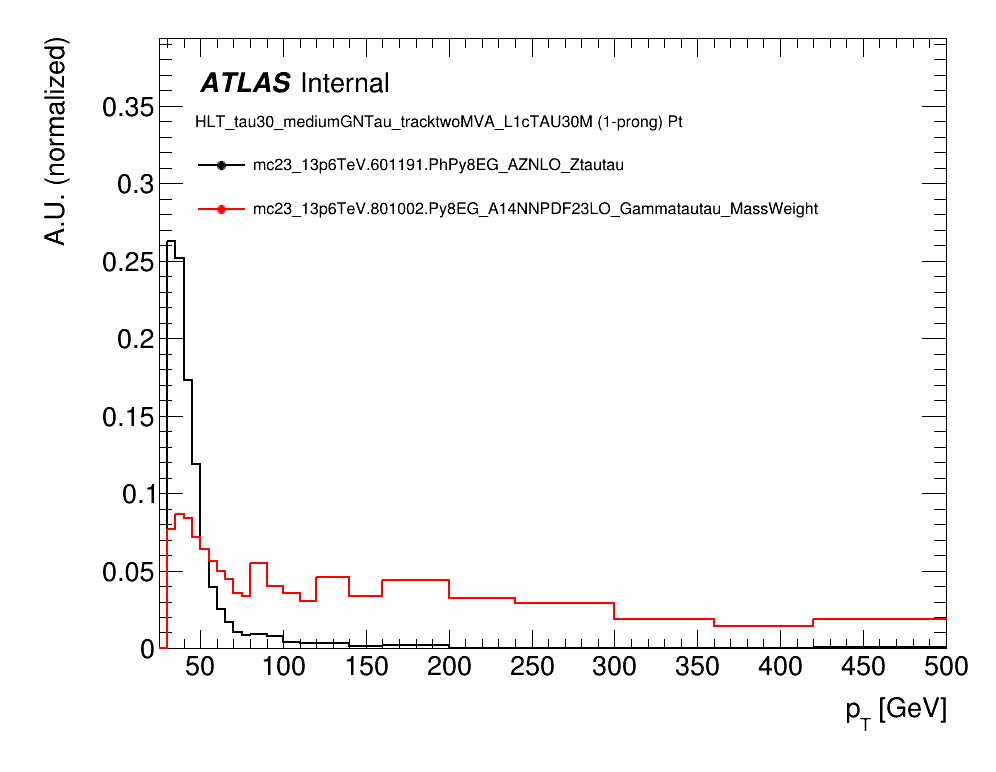 A.U. (normalized)
ATLAS Internal
HLT_tau30_mediumGNTau_tracktwoMVA_L1cTAU30M (1-prong) Pt
mc23_13p6TeV.601191.PhPy8EG_AZNLO_Ztautau
mc23_13p6TeV.801002.Py8EG_A14NNPDF23LO_Gammatautau_MassWeight
0.35
0.3
0.25
0.2
0.15
0.1
0.05
0
50 100 150 200 250 300 350 400 450 500
p_T [GeV]